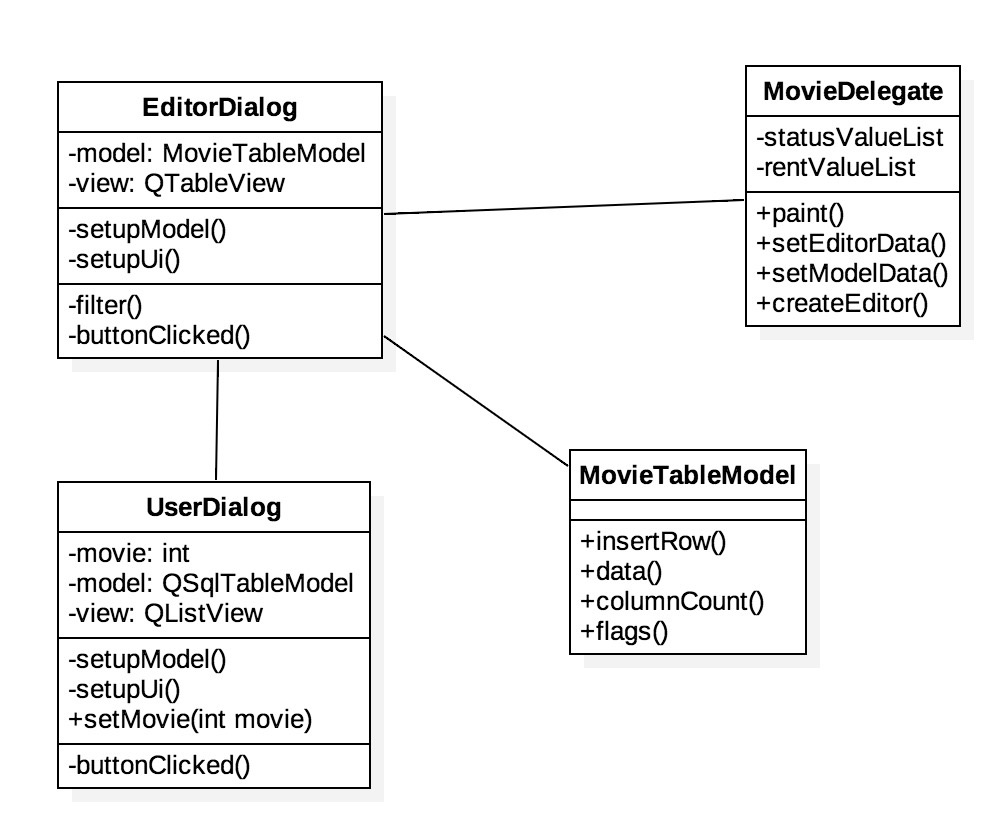 EditorDialog
-model: MovieTableModel
-view: QTableView
-setupModel()
-setupUi()
-filter()
-buttonClicked()
MovieDelegate
-statusValueList
-rentValueList
+paint()
+setEditorData()
+setModelData()
+createEditor()
UserDialog
-movie: int
-model: QSqlTableModel
-view: QListView
-setupModel()
-setupUi()
+setMovie(int movie)
-buttonClicked()
MovieTableModel
+insertRow()
+data()
+columnCount()
+flags()